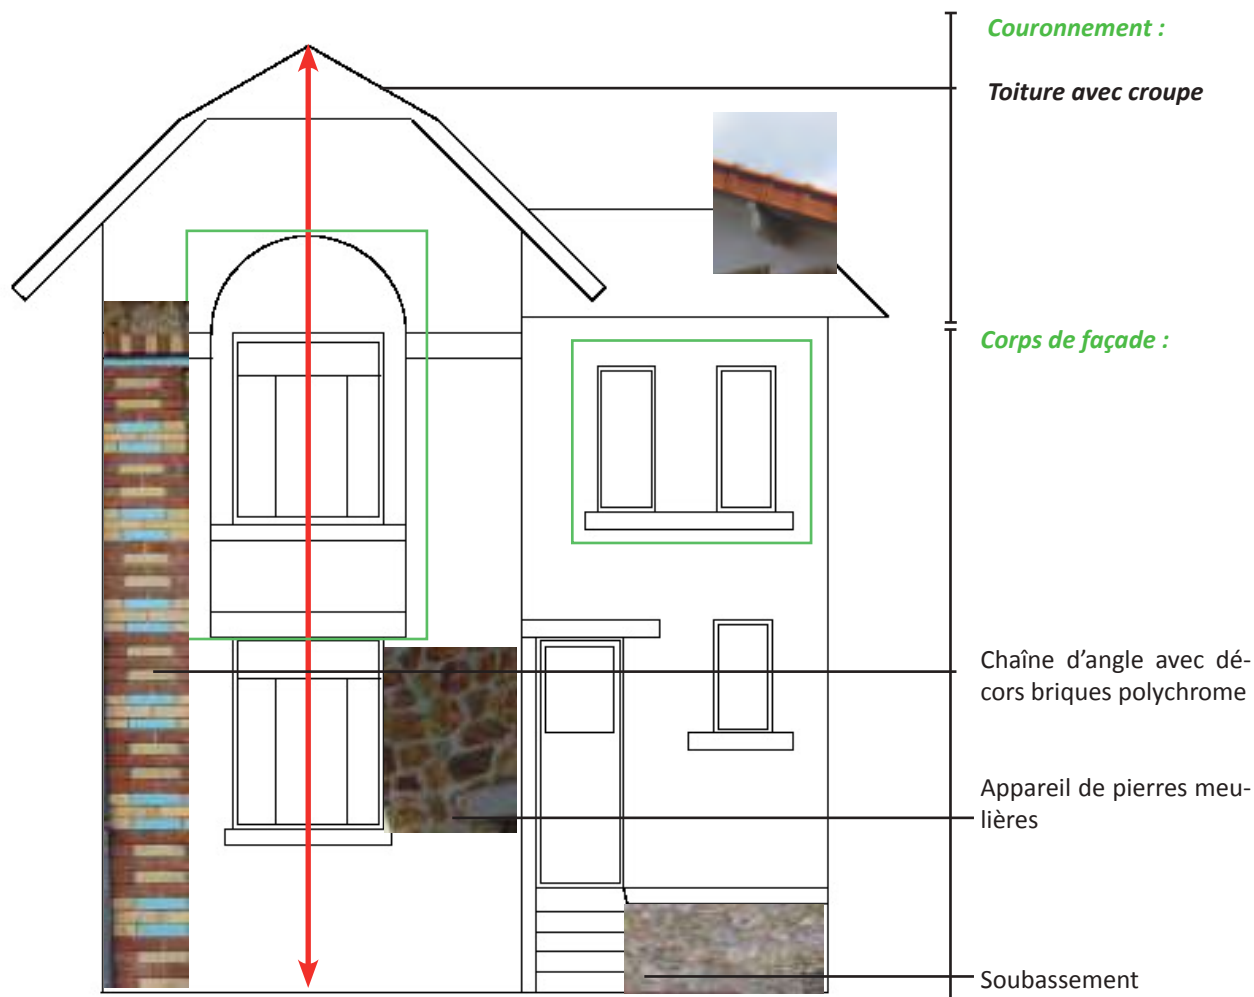 Couronnement :
Toiture avec croupe
Corps de façade :
Chaîne d'angle avec dé-
cors briques polychrome
Appareil de pierres meu-
lières
Soubassement